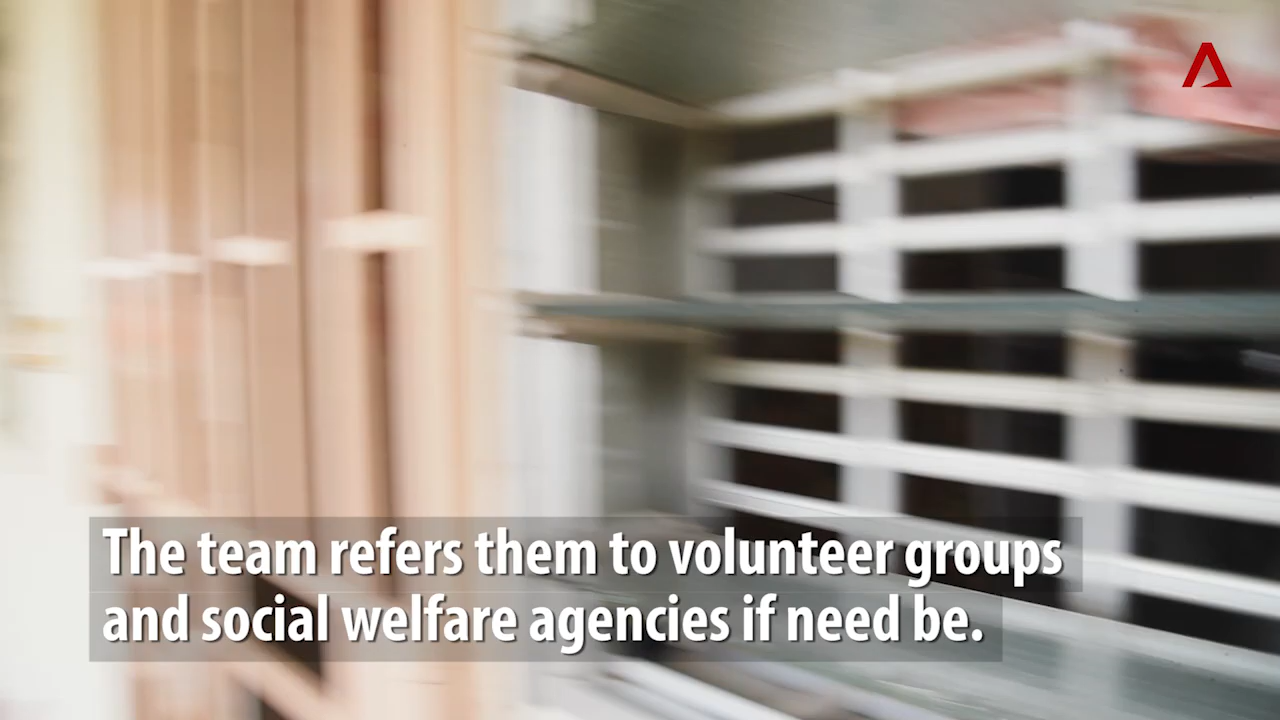 The team refers them to volunteer groups
and social welfare agencies if need be.